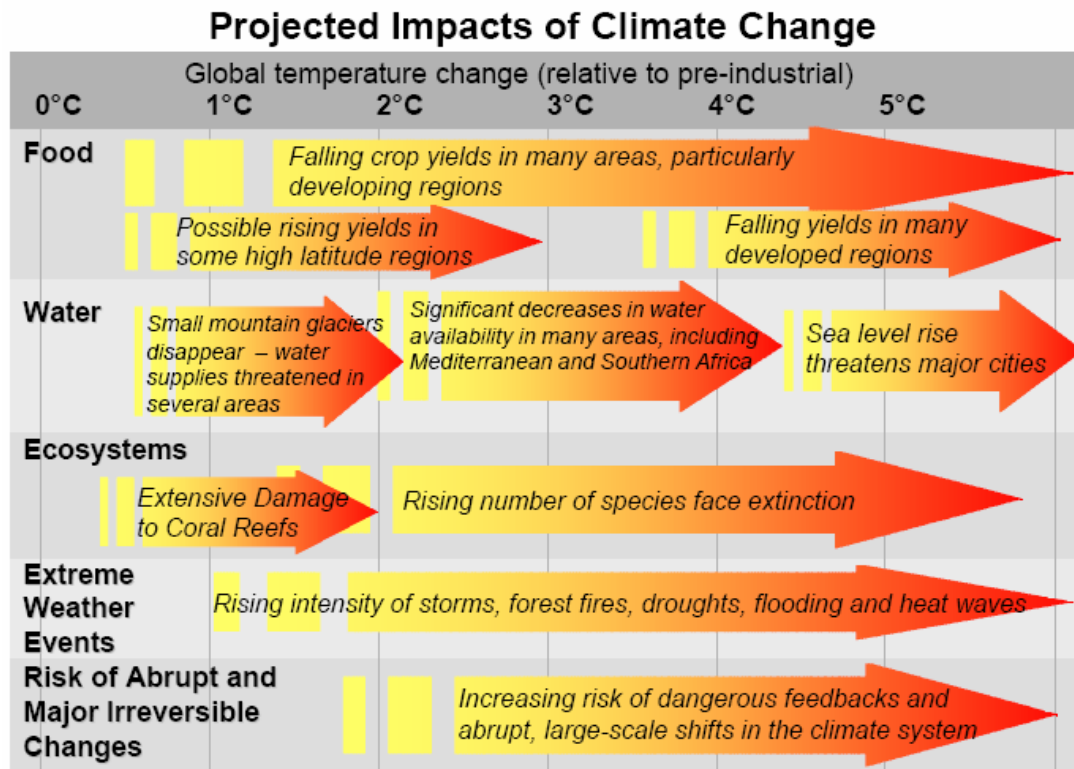 Projected Impacts of Climate Change
Global temperature change (relative to pre-industrial)
0°C 1°C 2°C 3°C 4°C 5°C
Food
Falling crop yields in many areas, particularly
developing regions
Possible rising yields in
some high latitude regions
Falling yields in many
developed regions
Water
Small mountain glaciers
disappear – water
supplies threatened in
several areas
Significant decreases in water
availability in many areas, including
Mediterranean and Southern Africa
Sea level rise
threatens major cities
Ecosystems
Extensive Damage
to Coral Reefs
Rising number of species face extinction
Extreme
Weather
Events
Rising intensity of storms, forest fires, droughts, flooding and heat waves
Risk of Abrupt and
Major Irreversible
Changes
Increasing risk of dangerous feedbacks and
abrupt, large-scale shifts in the climate system